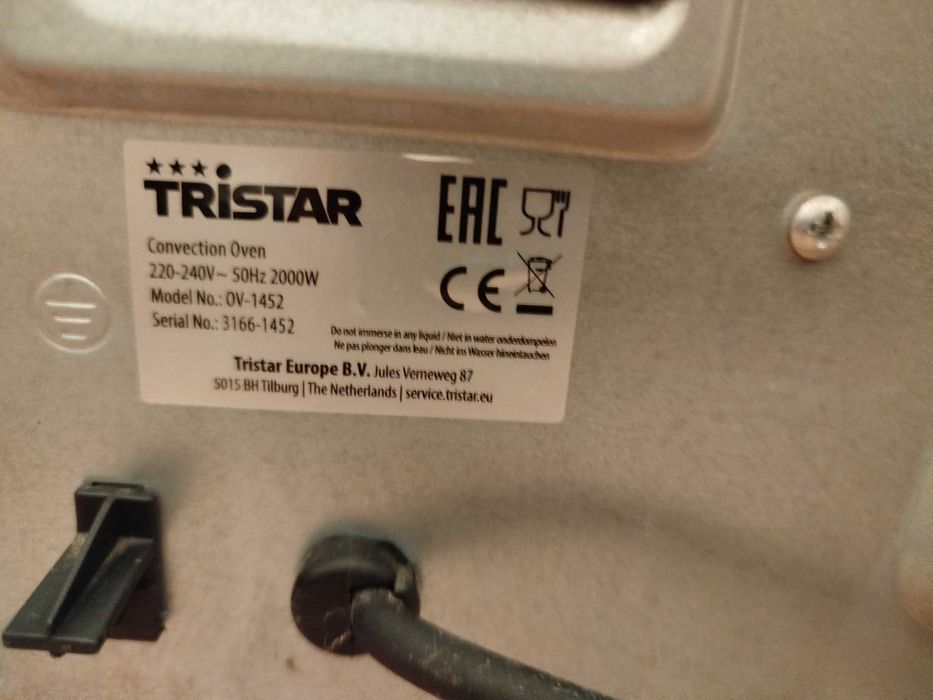 TRISTAR
Convection Oven
220-240V~ 50Hz 2000W
Model No.: OV-1452
Serial No.: 3166-1452
EAC
CE
Do not immerse in any liquid / Niet in water onderdompelen
Ne pas plonger dans leau / Nicht ins Wasser hineintauchen
Tristar Europe B.V. Jules Verneweg 87
5015 BH Tilburg | The Netherlands | service.tristar.eu